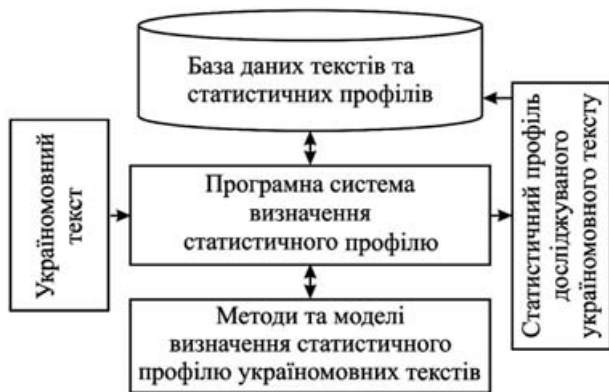 База даних текстів та
статистичних профілів
Україномовний
текст
Програмна система
визначення
статистичного профілю
Статистичний профіль
досліджуваного
україномовного тексту
Методи та моделі
визначення статистичного
профілю україномовних текстів